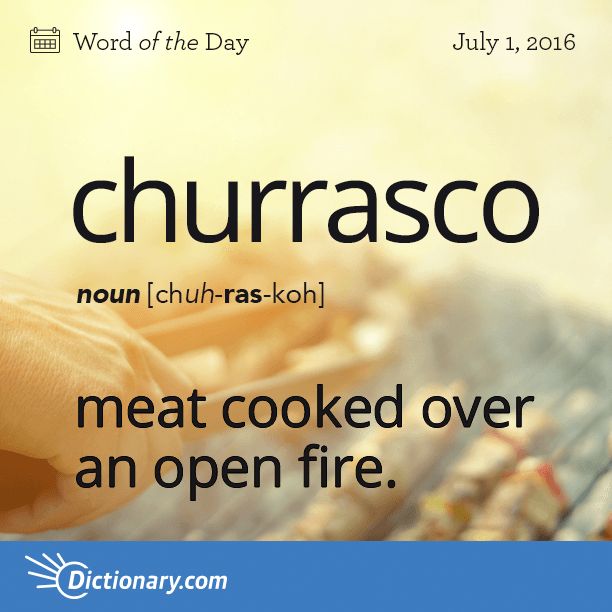 Word of the Day
July 1, 2016
churrasco
noun [chuh-ras-koh]
meat cooked over
an open fire.
Dictionary.com